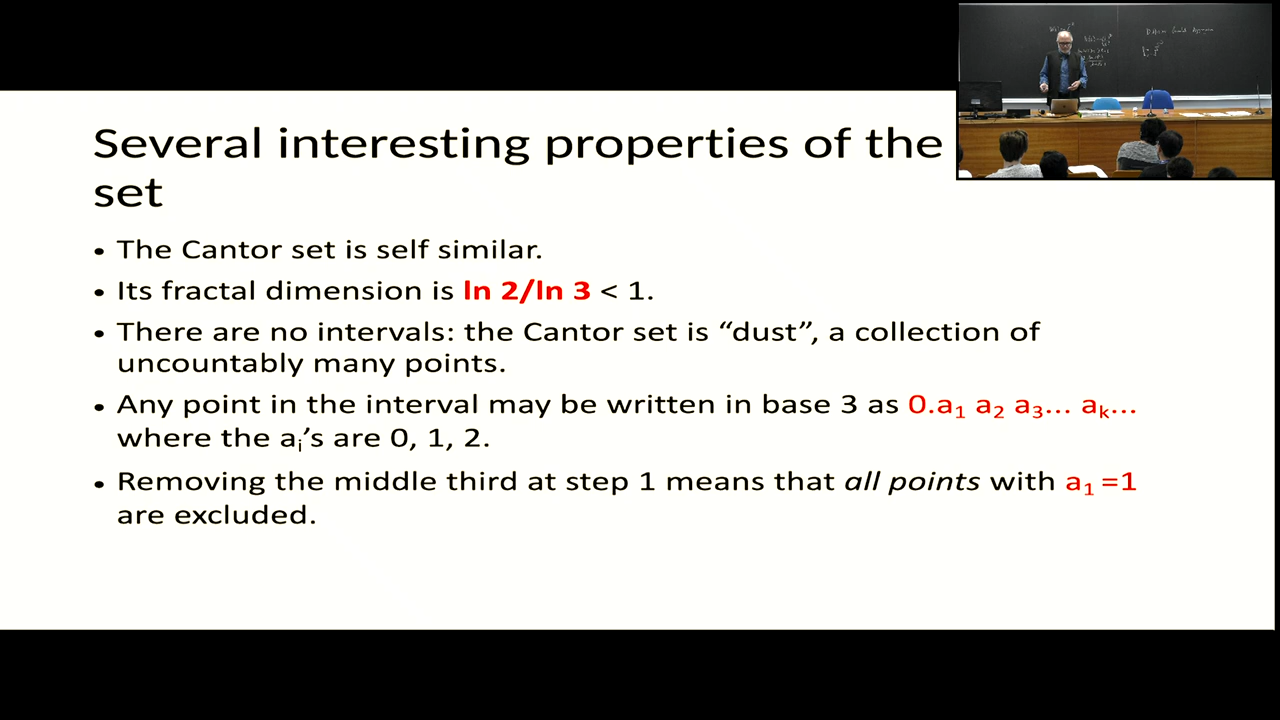 Several interesting properties of the
set
• The Cantor set is self similar.
• Its fractal dimension is ln 2/ln 3 < 1.
• There are no intervals: the Cantor set is “dust”, a collection of
uncountably many points.
• Any point in the interval may be written in base 3 as 0.a₁ a₂ a₃... aₖ...
where the aᵢ’s are 0, 1, 2.
• Removing the middle third at step 1 means that all points with a₁ =1
are excluded.